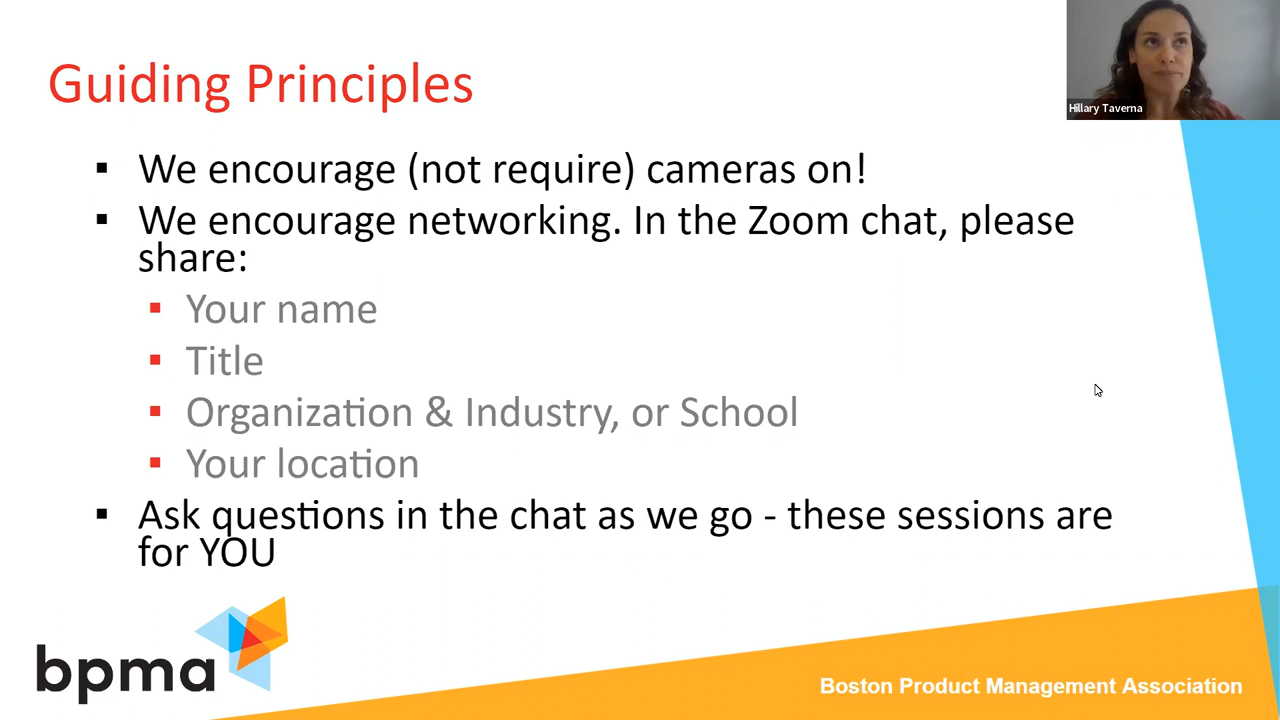 Guiding Principles
Hillary Taverna
▪ We encourage (not require) cameras on!
▪ We encourage networking. In the Zoom chat, please
share:
▪ Your name
▪ Title
▪ Organization & Industry, or School
▪ Your location
▪ Ask questions in the chat as we go - these sessions are
for YOU
bpma
Boston Product Management Association